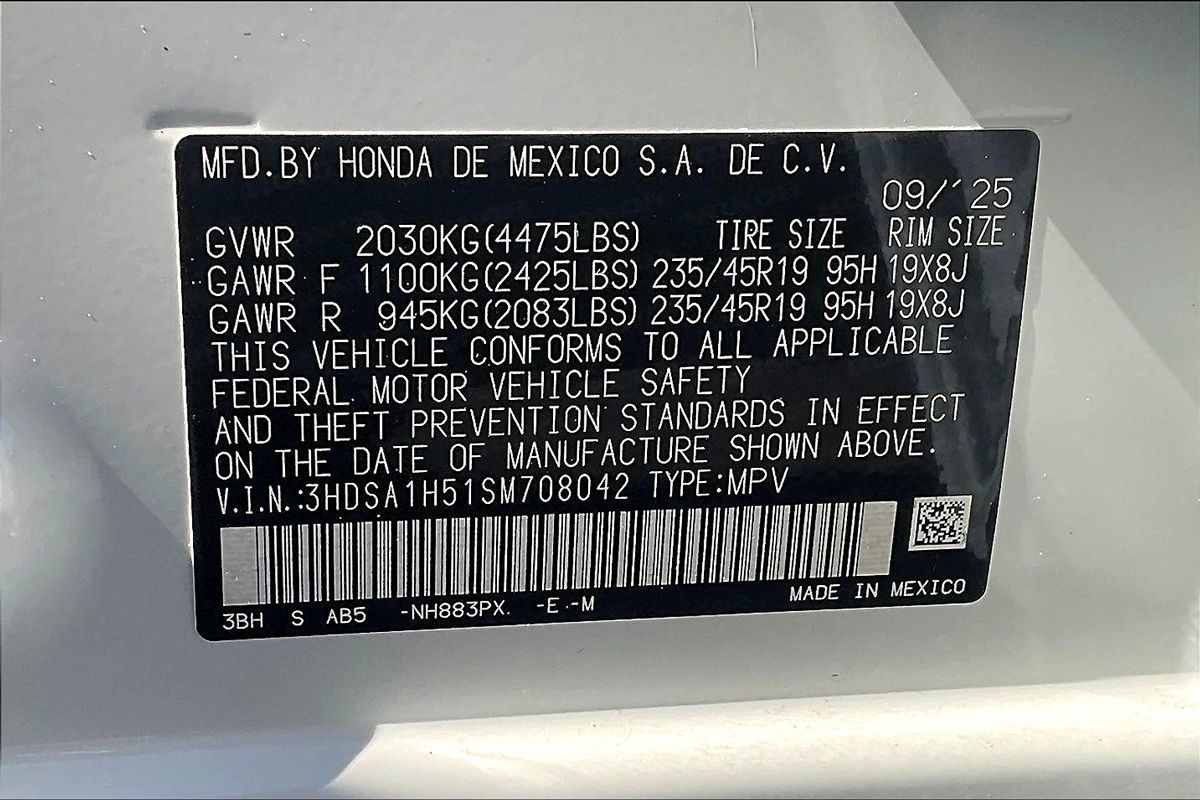 MFD.BY HONDA DE MEXICO S.A. DE C.V.
09/´25
GVWR 2030KG(4475LBS) TIRE SIZE RIM SIZE
GAWR F 1100KG(2425LBS) 235/45R19 95H 19X8J
GAWR R 945KG(2083LBS) 235/45R19 95H 19X8J
THIS VEHICLE CONFORMS TO ALL APPLICABLE
FEDERAL MOTOR VEHICLE SAFETY
AND THEFT PREVENTION STANDARDS IN EFFECT
ON THE DATE OF MANUFACTURE SHOWN ABOVE.
V.I.N.:3HDSA1H51SM708042 TYPE:MPV
3BH S AB5 -NH883PX. -E -M MADE IN MEXICO